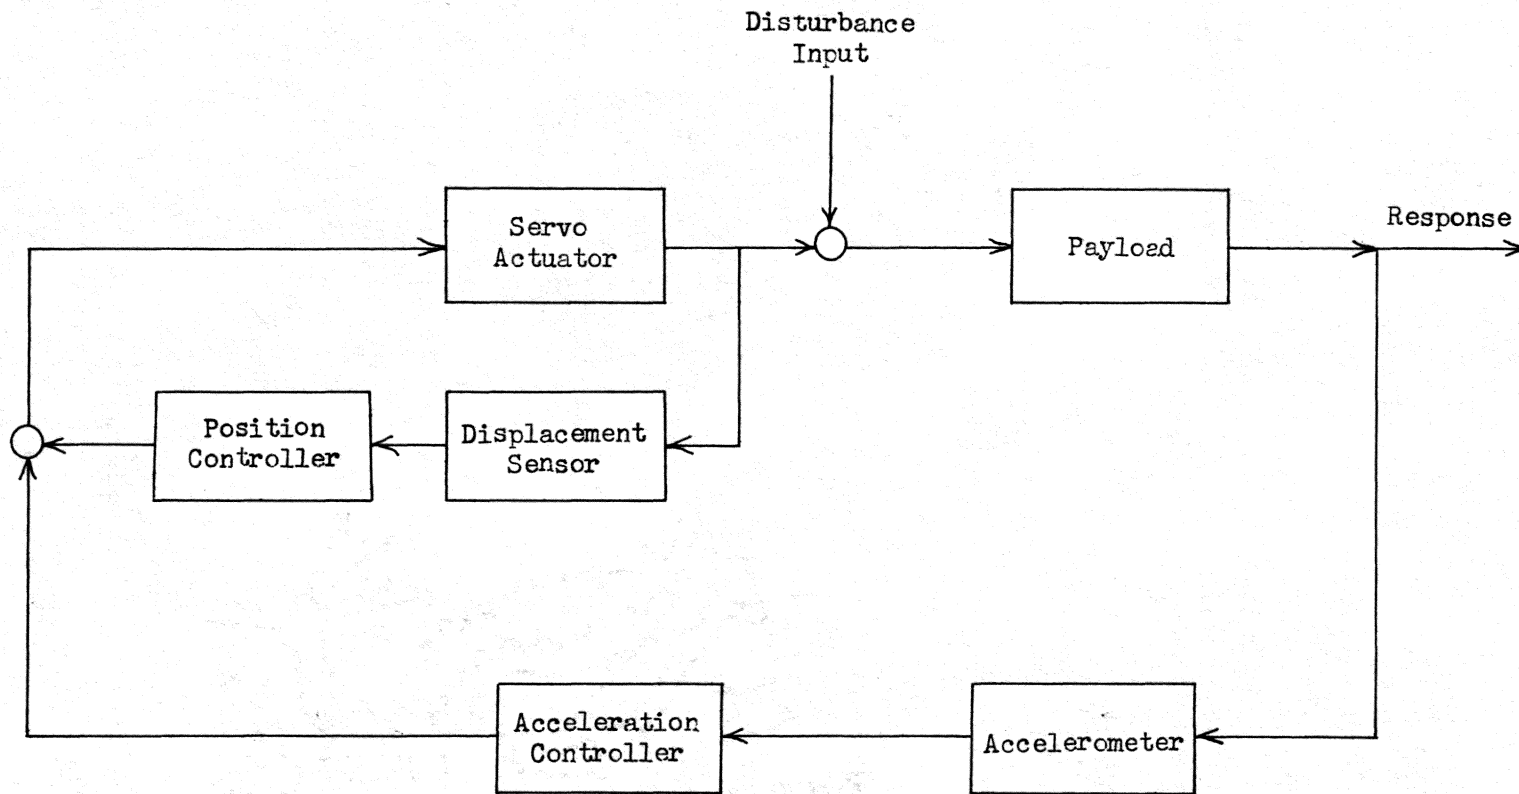 Disturbance
Input
Servo
Actuator
Payload
Response
Position
Controller
Displacement
Sensor
Acceleration
Controller
Accelerometer